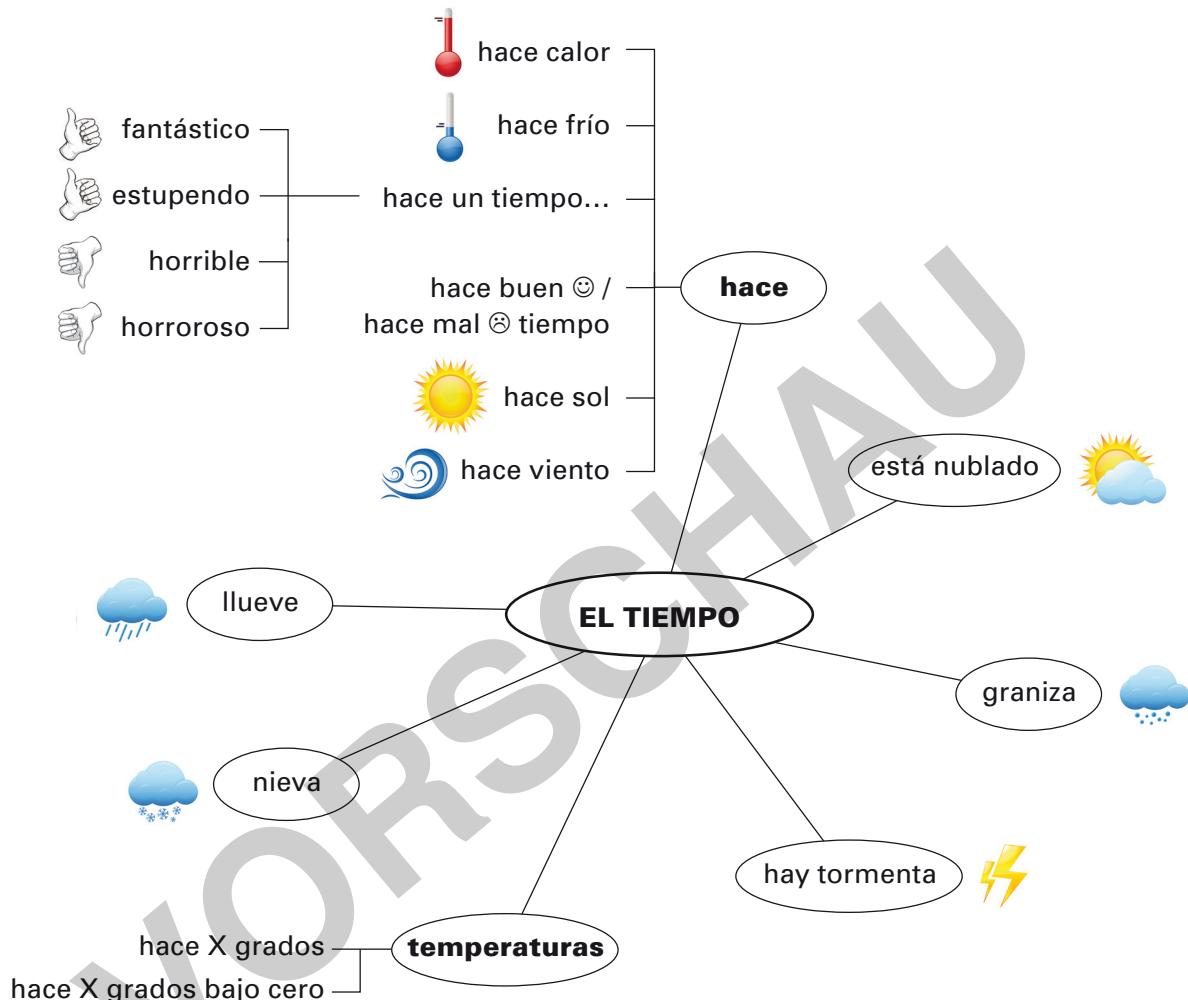 hace calor
hace frío
fantástico
estupendo
horrible
horroroso
hace un tiempo...
hace buen ☺ /
hace mal ☹ tiempo
hace
hace sol
hace viento
está nublado
llueve
EL TIEMPO
graniza
nieva
hay tormenta
temperaturas
hace X grados
hace X grados bajo cero
VORSCHAU